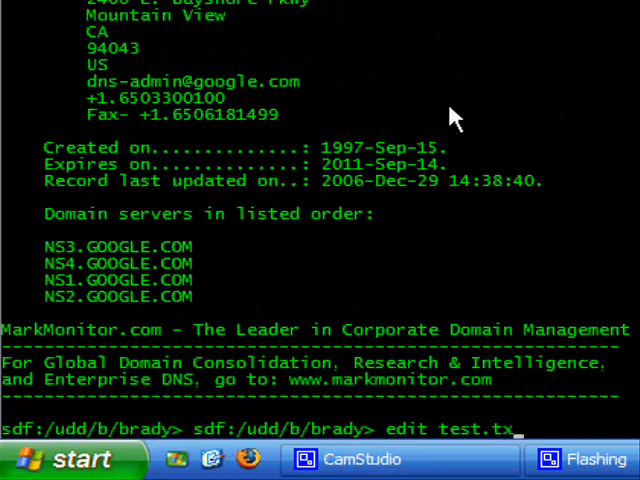 2400 E. Bayshore Pkwy
Mountain View
CA
94043
US
dns-admin@google.com
+1.6503300100
Fax- +1.6506181499
Created on..............: 1997-Sep-15.
Expires on..............: 2011-Sep-14.
Record last updated on..: 2006-Dec-29 14:38:40.
Domain servers in listed order:
NS3.GOOGLE.COM
NS4.GOOGLE.COM
NS1.GOOGLE.COM
NS2.GOOGLE.COM
MarkMonitor.com - The Leader in Corporate Domain Management
----------------------------------------------------------
For Global Domain Consolidation, Research & Intelligence,
and Enterprise DNS, go to: www.markmonitor.com
----------------------------------------------------------
sdf:/udd/b/brady> sdf:/udd/b/brady> edit test.tx_
start CamStudio Flashing